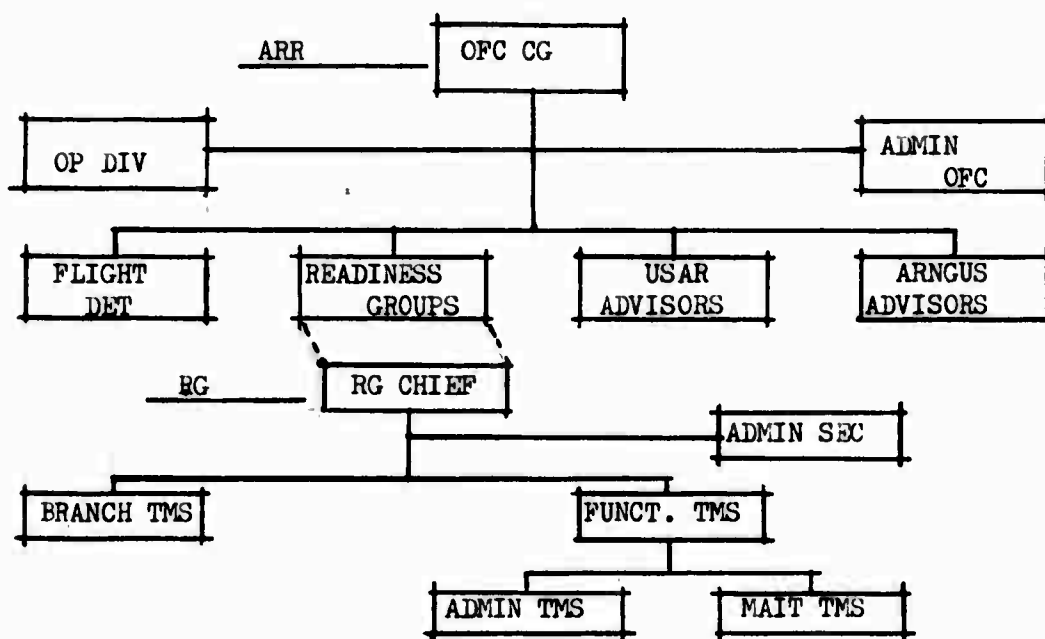 ARR
OFC CG
OP DIV
ADMIN
OFC
FLIGHT
DET
READINESS
GROUPS
USAR
ADVISORS
ARNGUS
ADVISORS
RG
RG CHIEF
ADMIN SEC
BRANCH TMS
FUNCT. TMS
ADMIN TMS
MAIT TMS